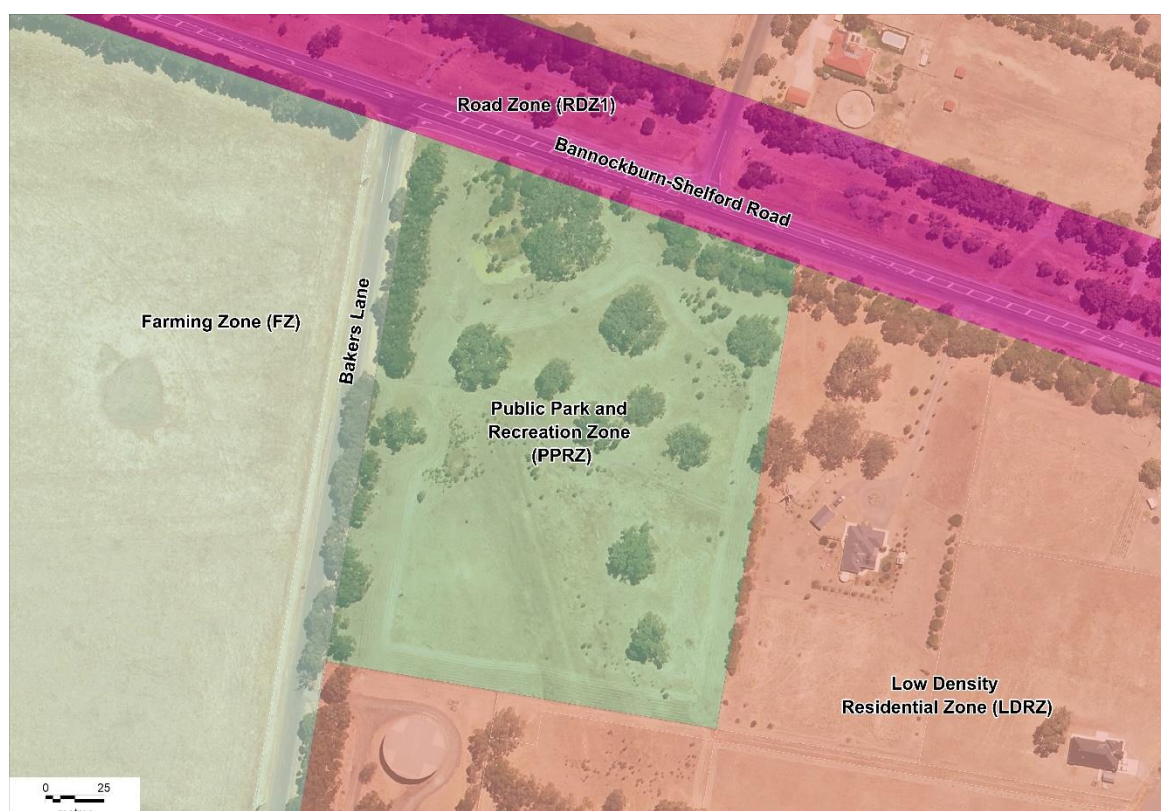 Road Zone (RDZ1)
Bannockburn-Shelford Road
Farming Zone (FZ)
Bakers Lane
Public Park and
Recreation Zone
(PPRZ)
Low Density
Residential Zone (LDRZ)
0 25